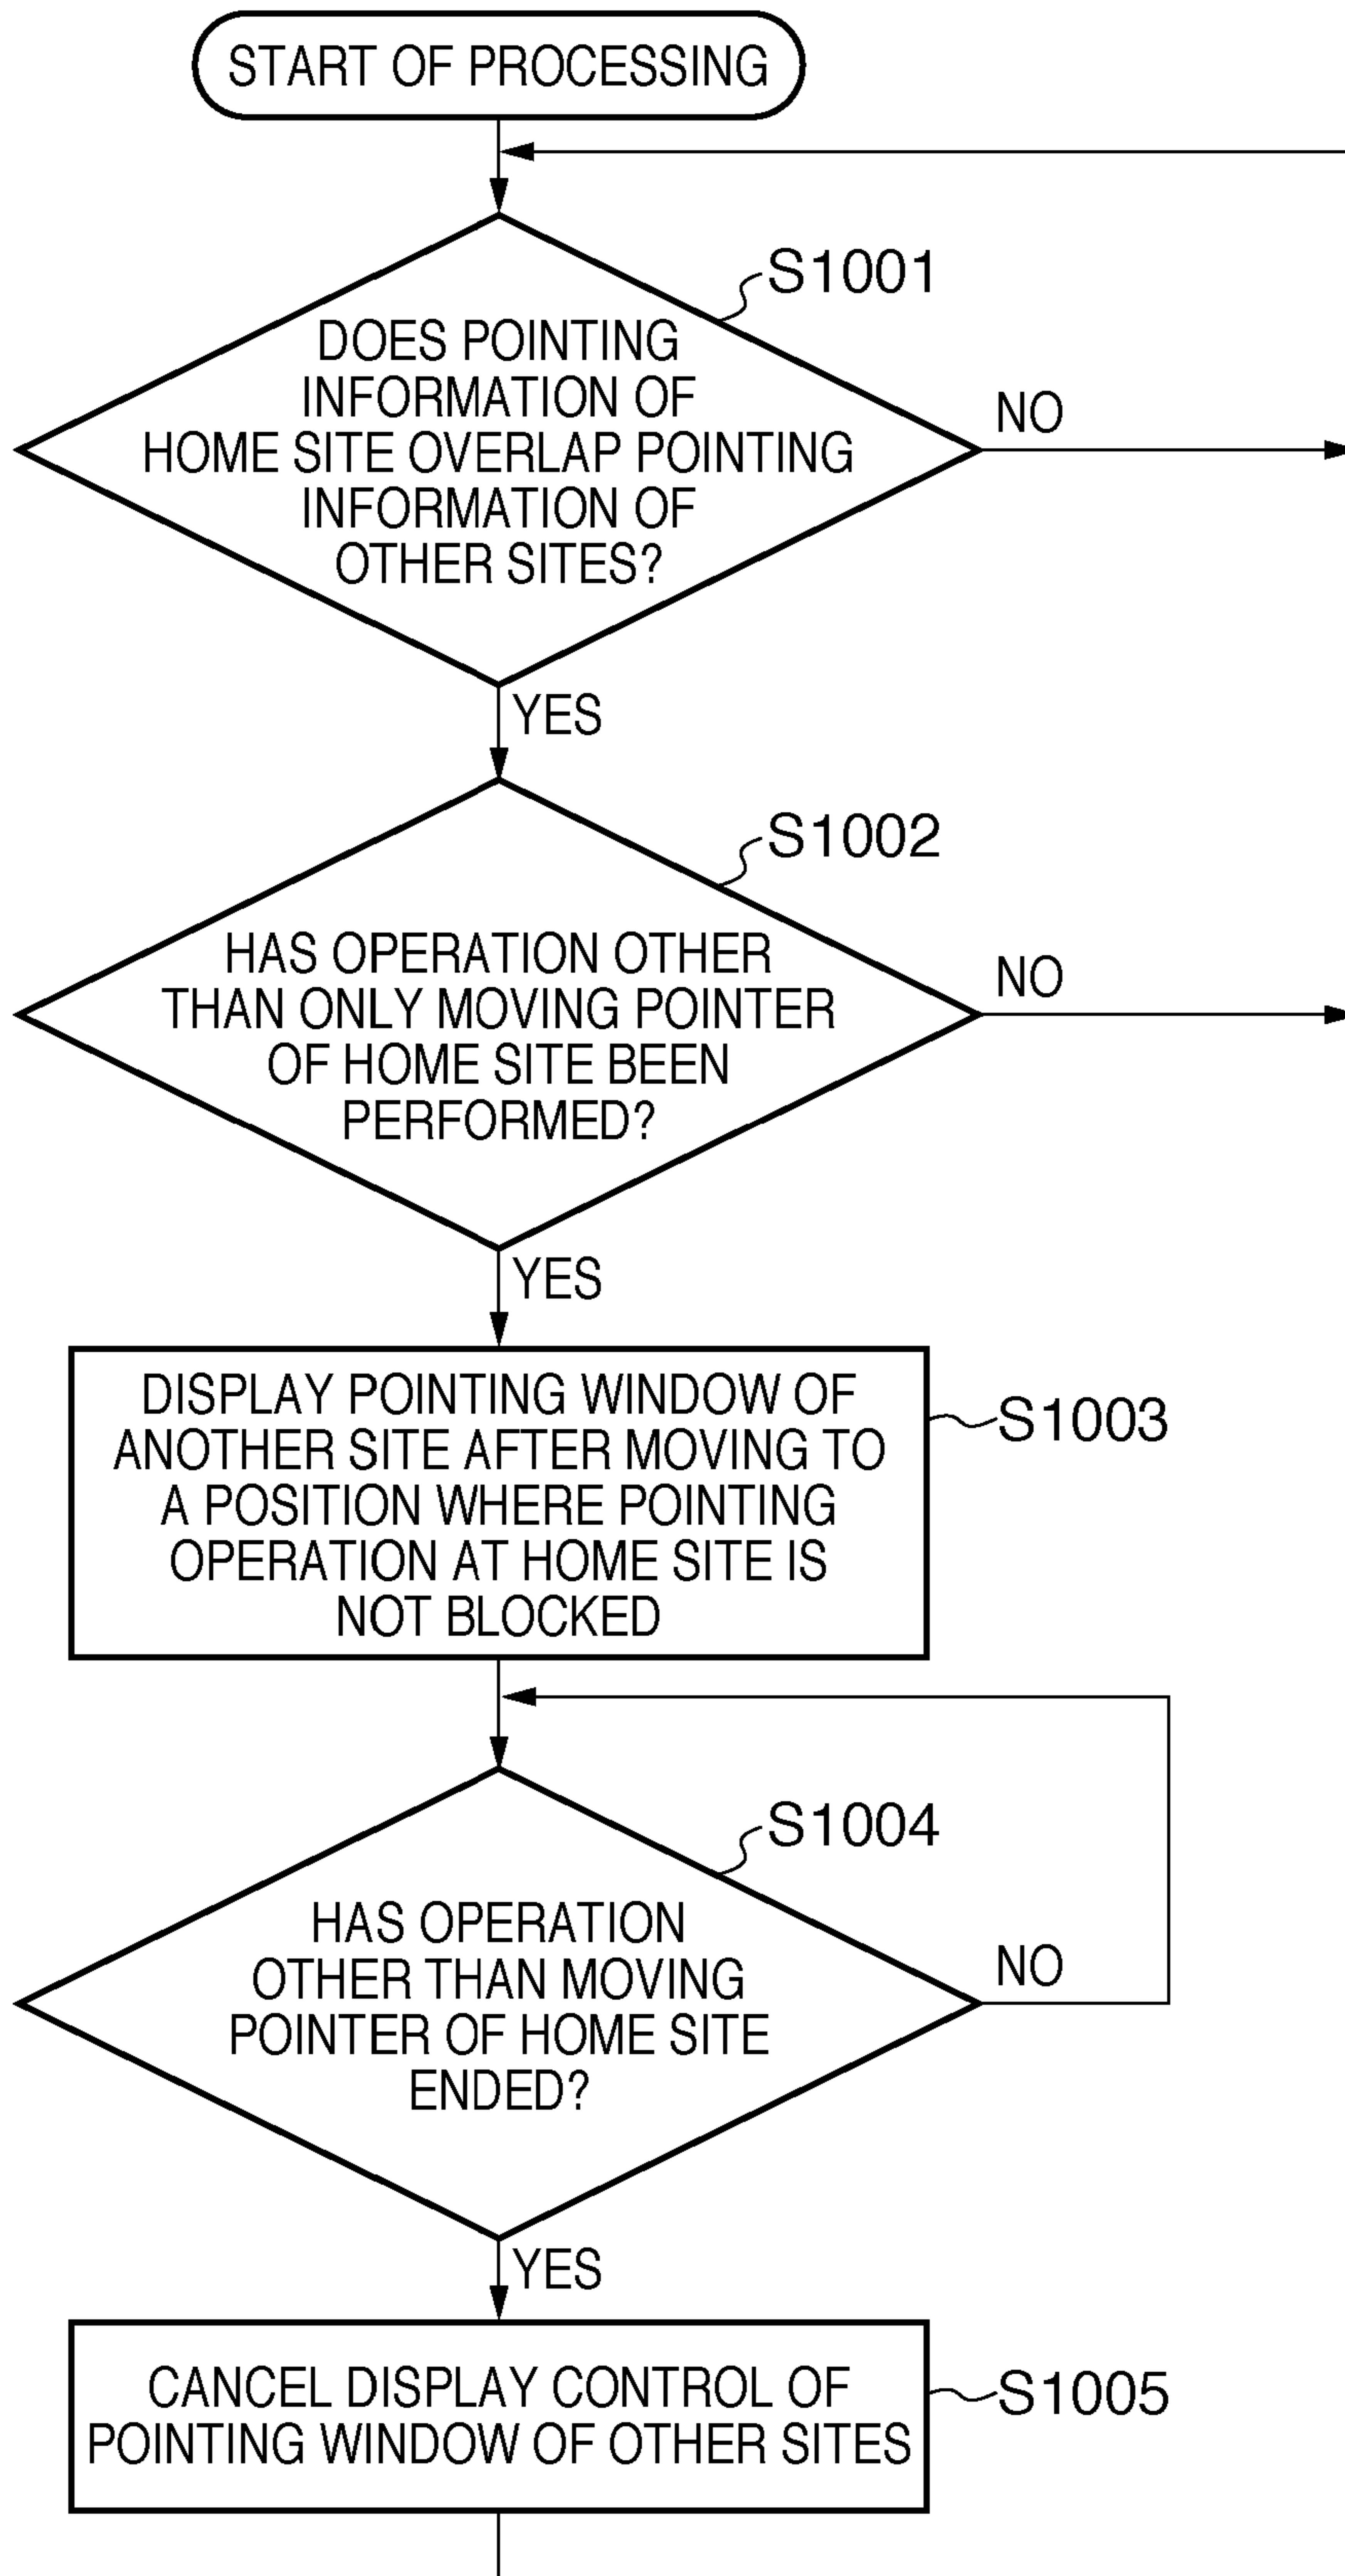 START OF PROCESSING
S1001
DOES POINTING
INFORMATION OF
HOME SITE OVERLAP POINTING
INFORMATION OF
OTHER SITES?
NO
YES
S1002
HAS OPERATION OTHER
THAN ONLY MOVING POINTER
OF HOME SITE BEEN
PERFORMED?
NO
YES
DISPLAY POINTING WINDOW OF
ANOTHER SITE AFTER MOVING TO
A POSITION WHERE POINTING
OPERATION AT HOME SITE IS
NOT BLOCKED
S1003
S1004
HAS OPERATION
OTHER THAN MOVING
POINTER OF HOME SITE
ENDED?
NO
YES
CANCEL DISPLAY CONTROL OF
POINTING WINDOW OF OTHER SITES
S1005